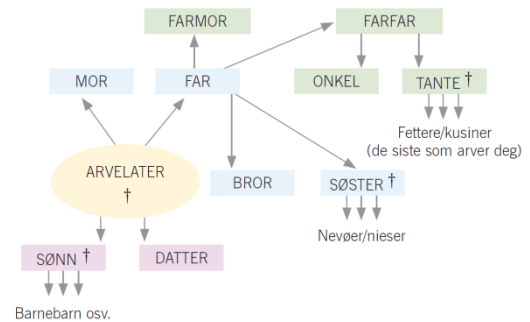 FARMOR
FARFAR
MOR
FAR
ONKEL
TANTE †
Fettere/kusiner
(de siste som arver deg)
ARVELATER
†
BROR
SØSTER †
Nevøer/nieser
SØNN †
DATTER
Barnebarn osv.